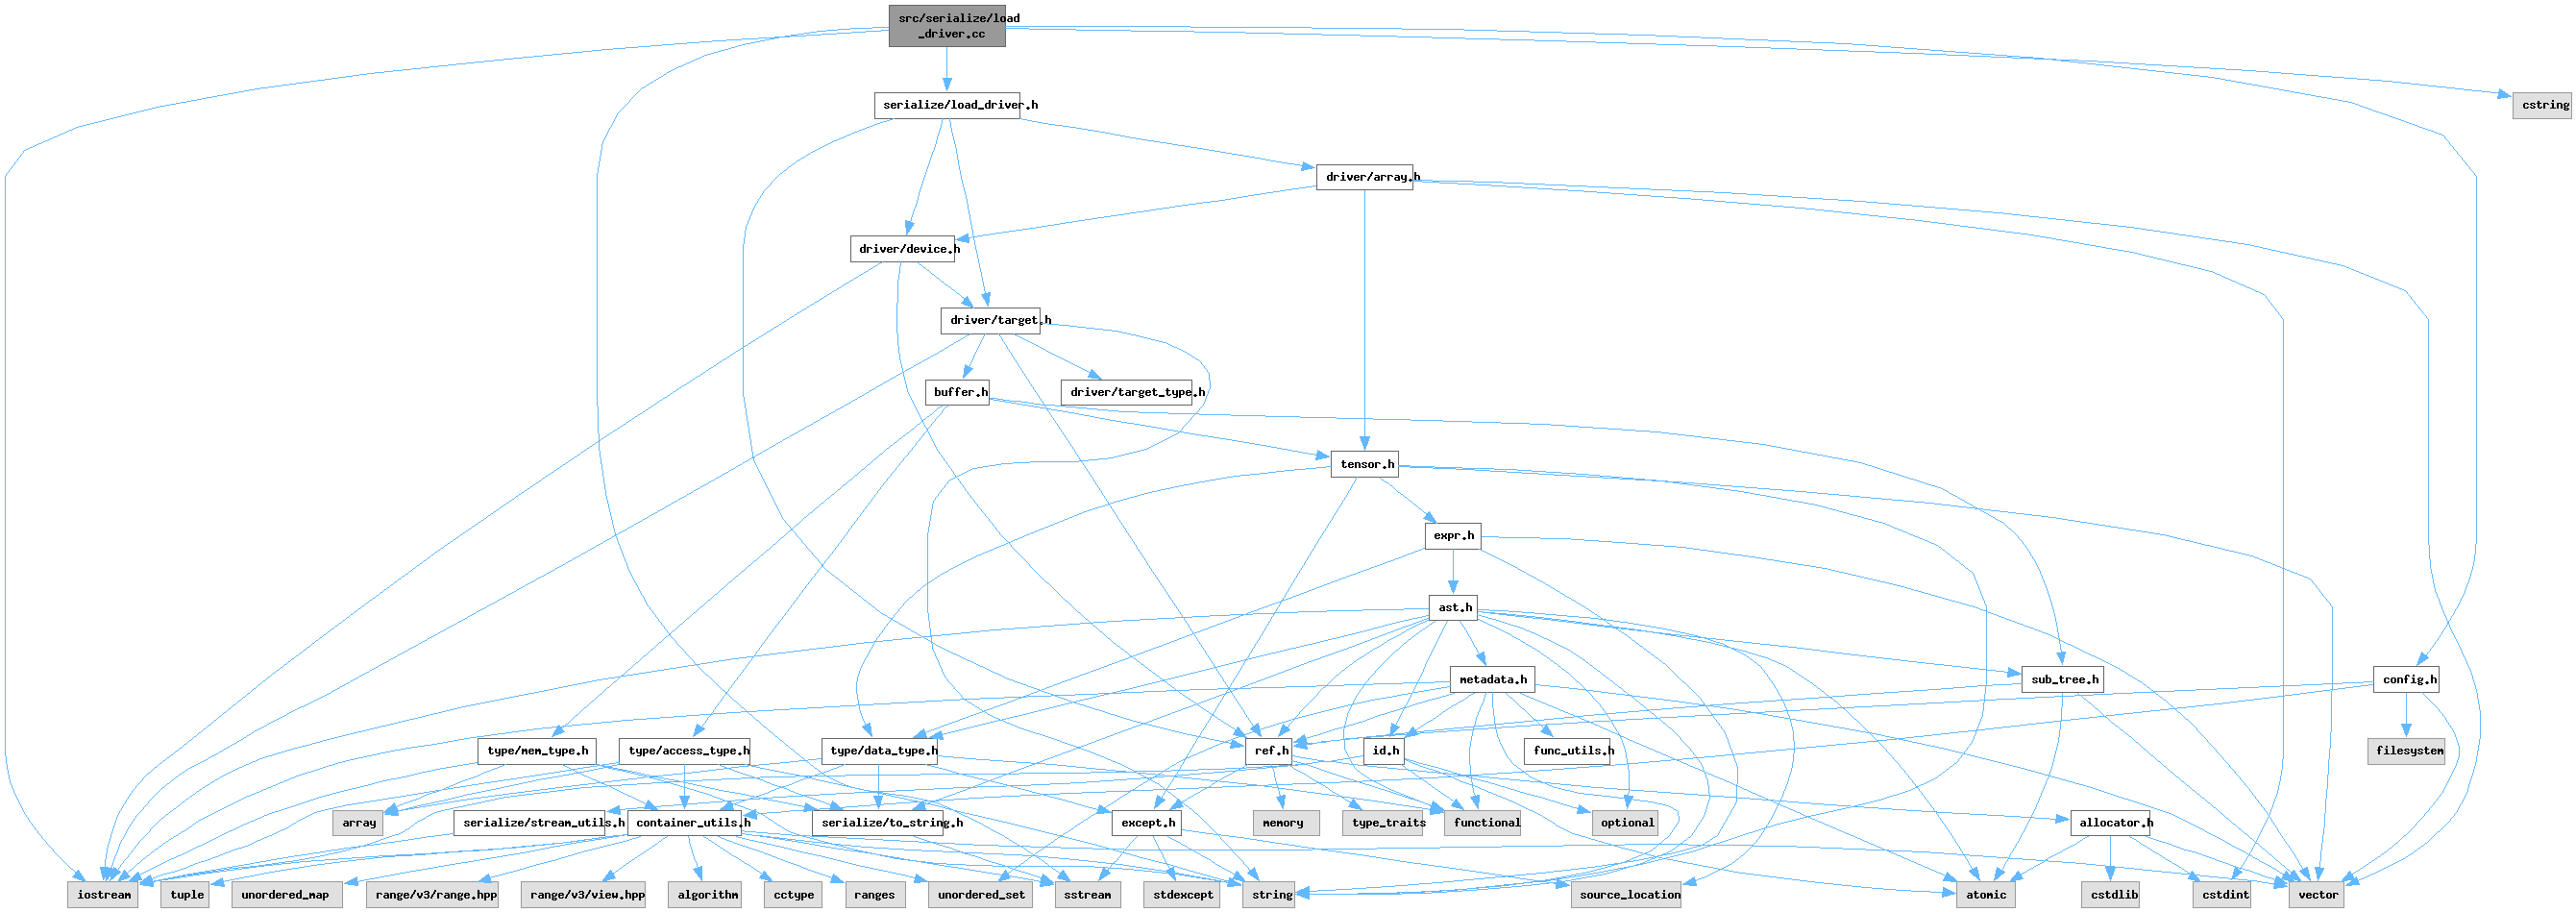 src/serialize/load
_driver.cc
serialize/load_driver.h
cstring
driver/array.h
driver/device.h
driver/target.h
buffer.h
driver/target_type.h
tensor.h
expr.h
ast.h
metadata.h
sub_tree.h
config.h
type/mem_type.h
type/access_type.h
type/data_type.h
ref.h
id.h
func_utils.h
filesystem
array
serialize/stream_utils.h
container_utils.h
serialize/to_string.h
except.h
memory
type_traits
functional
optional
allocator.h
iostream
tuple
unordered_map
range/v3/range.hpp
range/v3/view.hpp
algorithm
cctype
ranges
unordered_set
sstream
stdexcept
string
source_location
atomic
cstdlib
cstdint
vector